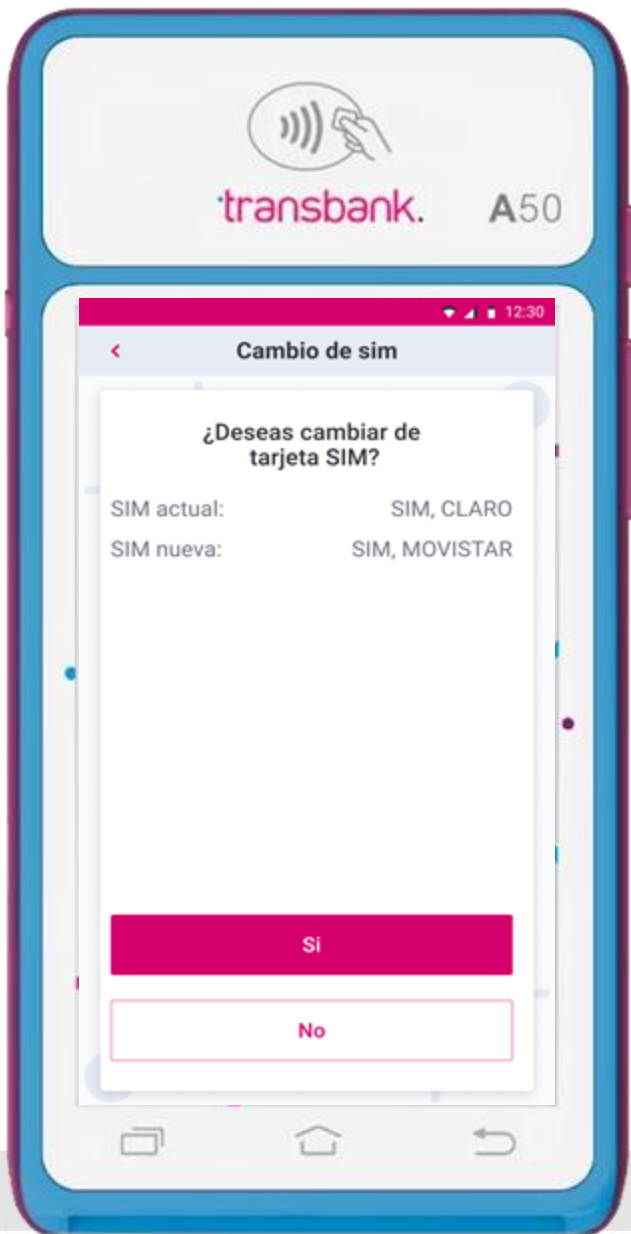 transbank.
A50
12:30
Cambio de sim
¿Deseas cambiar de
tarjeta SIM?
SIM actual: SIM, CLARO
SIM nueva: SIM, MOVISTAR
Si
No